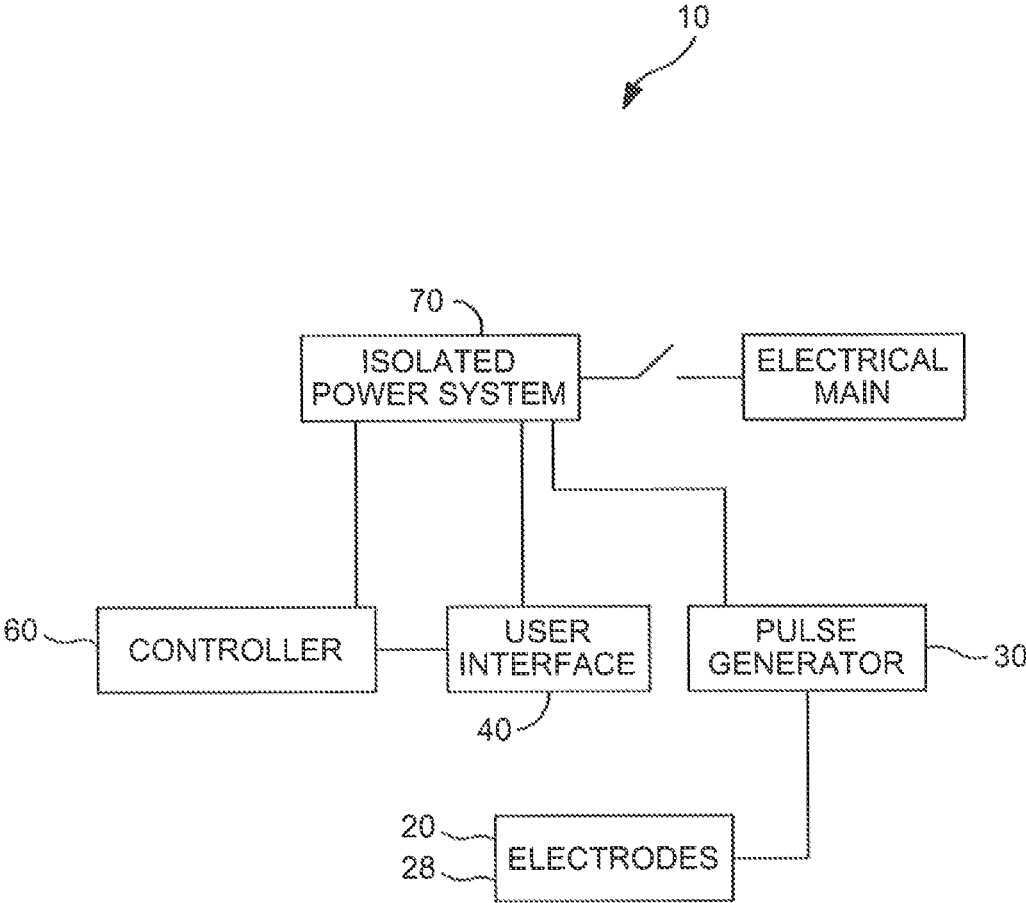 10
70
ISOLATED
POWER SYSTEM
ELECTRICAL
MAIN
60
CONTROLLER
USER
INTERFACE
40
PULSE
GENERATOR
30
20
28
ELECTRODES